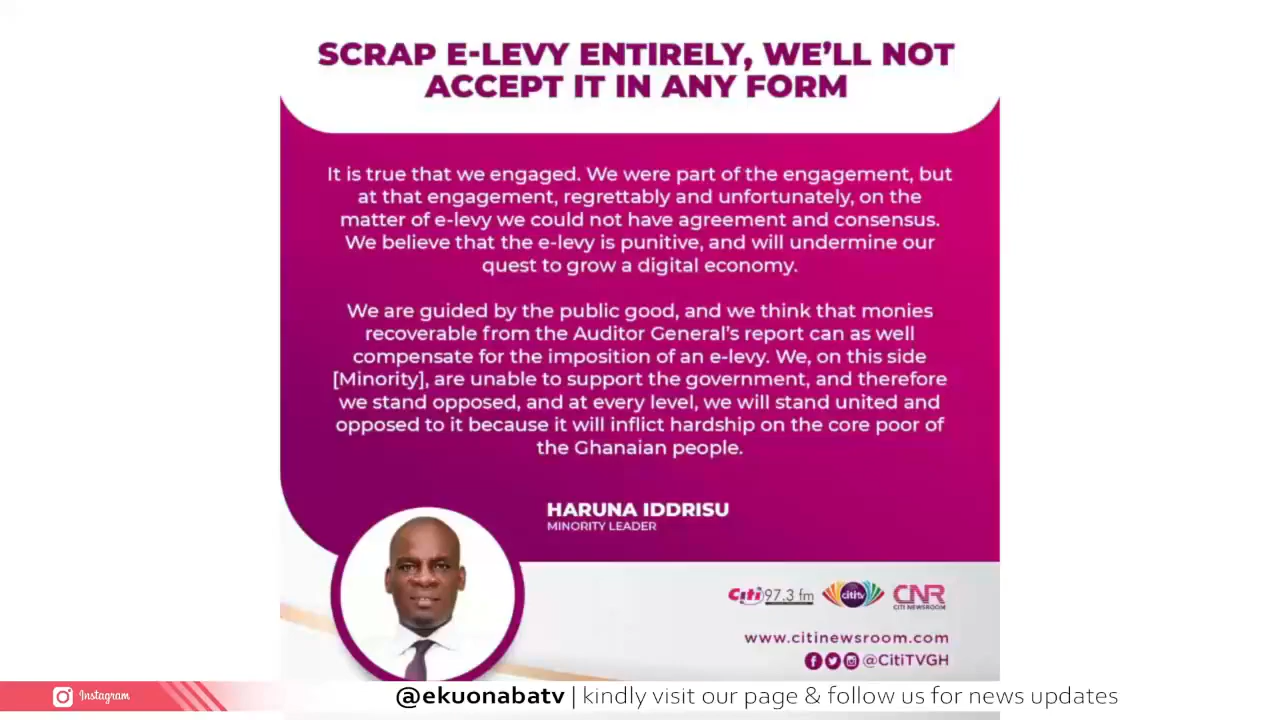 SCRAP E-LEVY ENTIRELY, WE'LL NOT
ACCEPT IT IN ANY FORM
It is true that we engaged. We were part of the engagement, but
at that engagement, regrettably and unfortunately, on the
matter of e-levy we could not have agreement and consensus.
We believe that the e-levy is punitive, and will undermine our
quest to grow a digital economy.
We are guided by the public good, and we think that monies
recoverable from the Auditor General's report can as well
compensate for the imposition of an e-levy. We, on this side
[Minority], are unable to support the government, and therefore
we stand opposed, and at every level, we will stand united and
opposed to it because it will inflict hardship on the core poor of
the Ghanaian people.
HARUNA IDDRISU
MINORITY LEADER
Citi 97.3 fm
cititv
CNR
CITI NEWSROOM
www.citinewsroom.com
@CitiTVGH
Instagram
@ekuonabatv | kindly visit our page & follow us for news updates